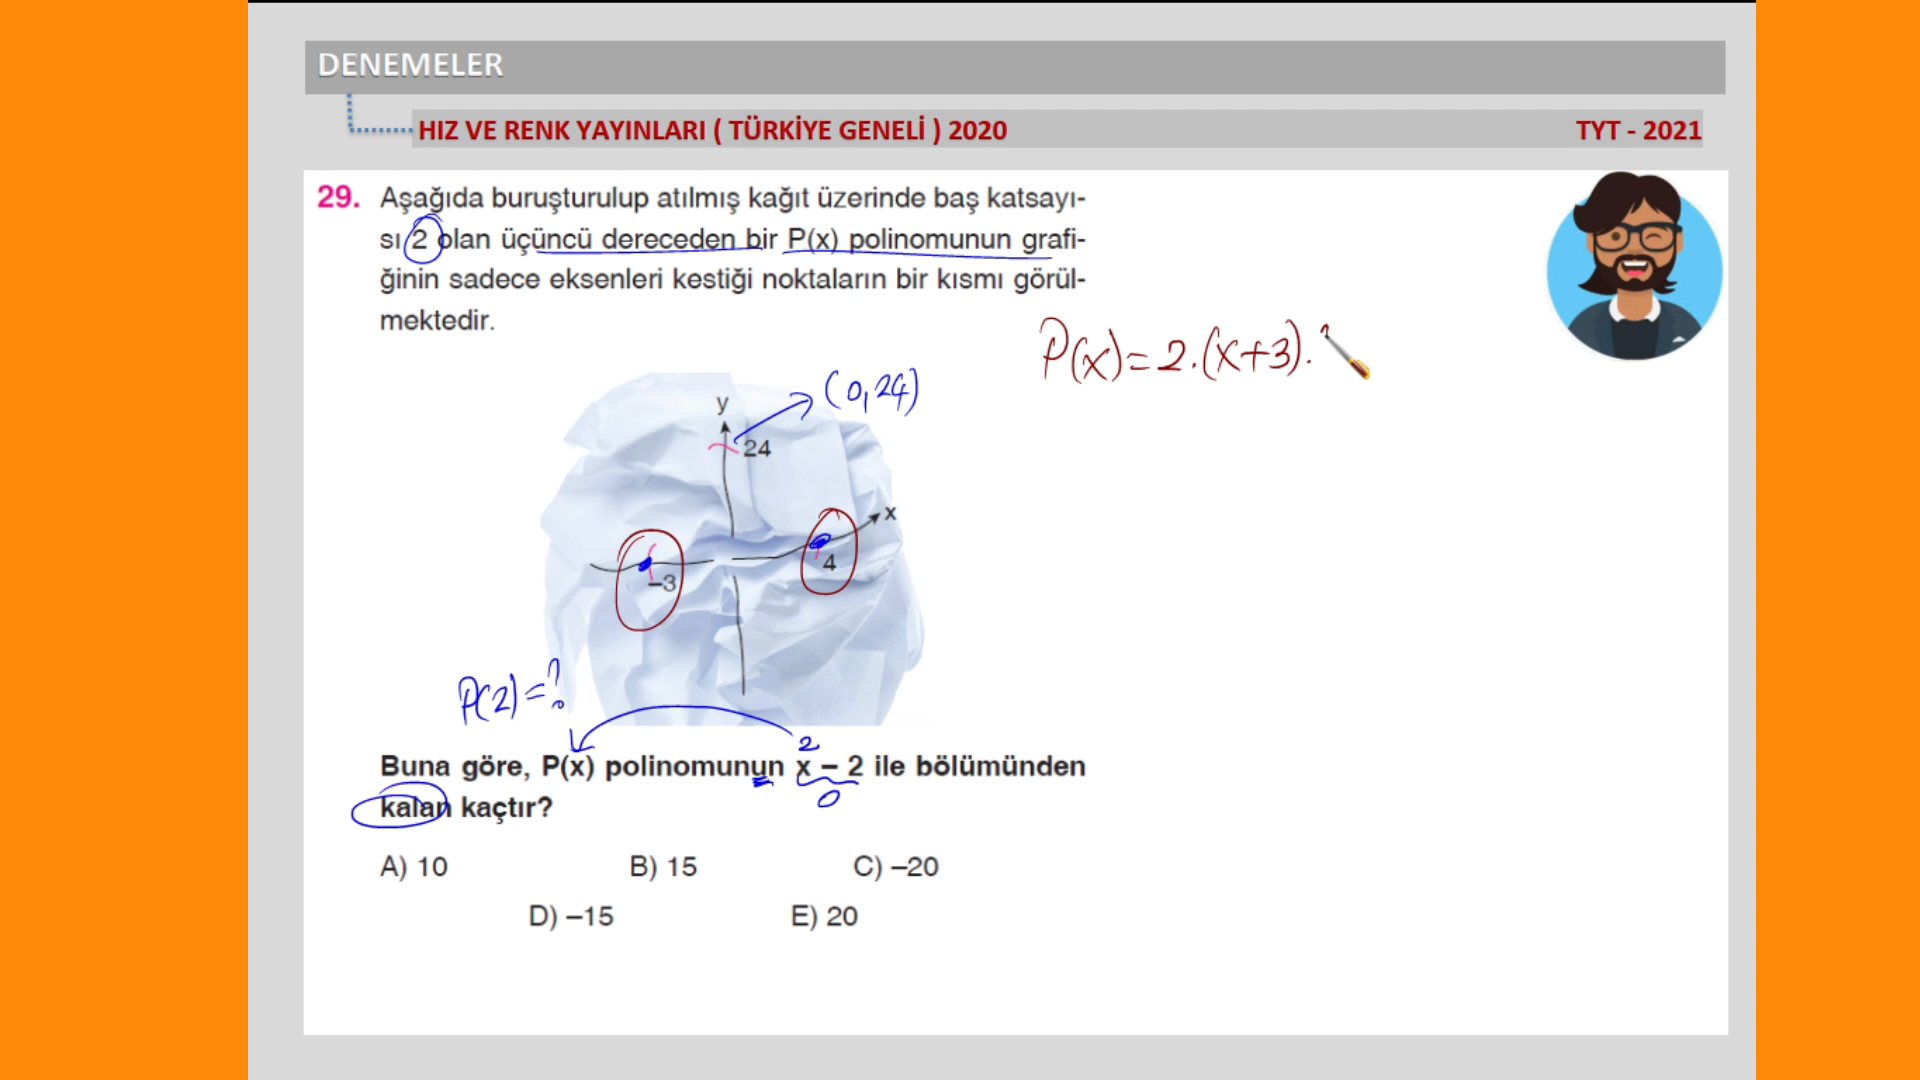 DENEMELER
HIZ VE RENK YAYINLARI ( TÜRKİYE GENELİ ) 2020 TYT - 2021
29. Aşağıda buruşturulup atılmış kağıt üzerinde baş katsayı-
sı 2 olan üçüncü dereceden bir P(x) polinomunun grafi-
ğinin sadece eksenleri kestiği noktaların bir kısmı görül-
mektedir.
P(x)=2.(x+3).
(0,24)
y
24
x
4
-3
P(2)=?
2
Buna göre, P(x) polinomunun x – 2 ile bölümünden
0
kalan kaçtır?
A) 10 B) 15 C) –20
D) –15 E) 20